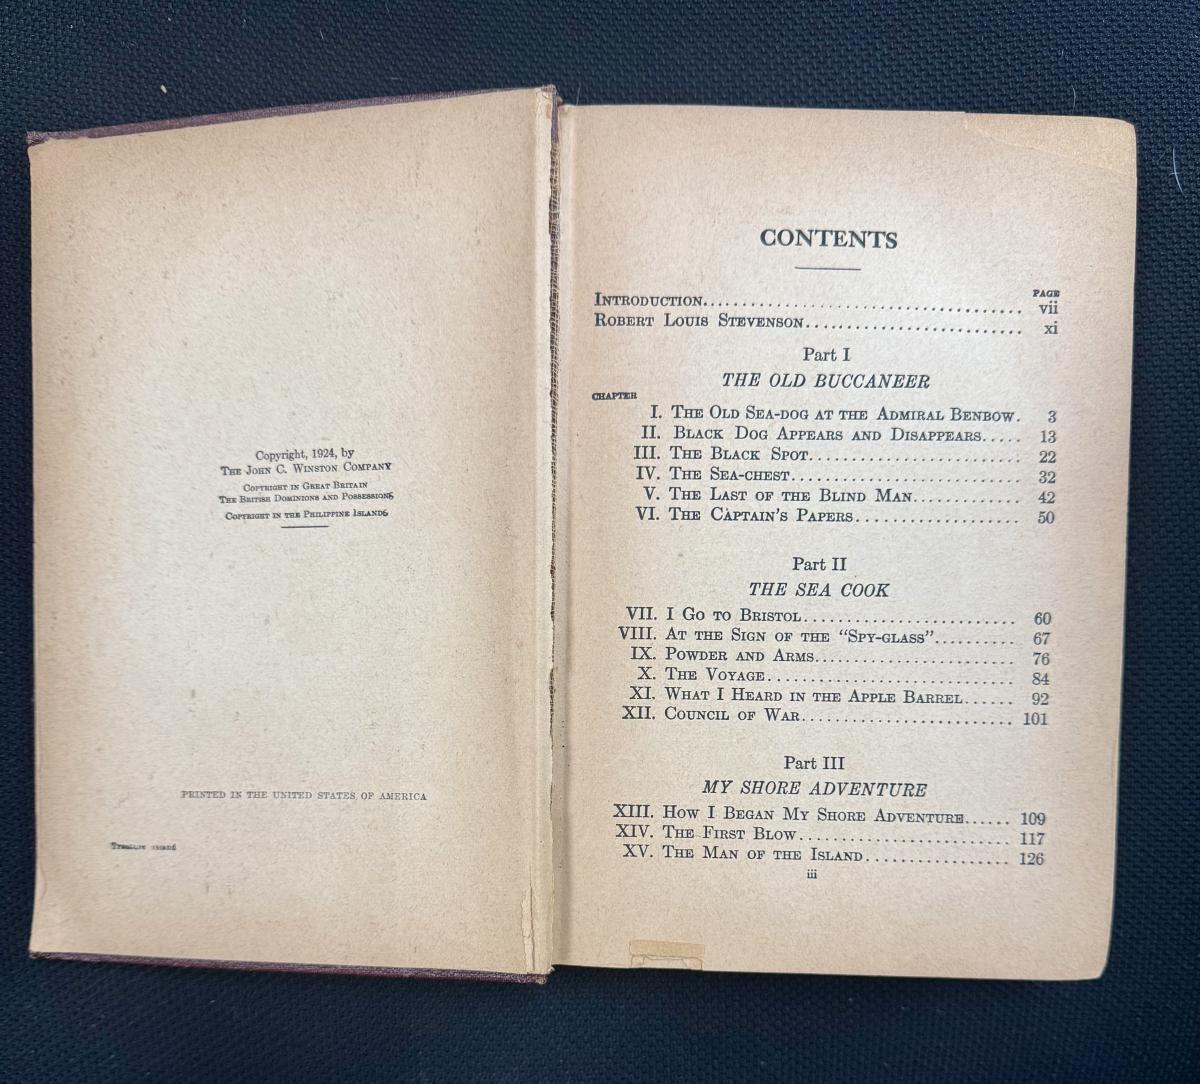 Copyright, 1924, by
The John C. Winston Company
Copyright in Great Britain
The British Dominions and Possessions
Copyright in the Philippine Islands
PRINTED IN THE UNITED STATES OF AMERICA
Treasure Island
CONTENTS
PAGE
Introduction........................................ vii
Robert Louis Stevenson........................... xi
Part I
THE OLD BUCCANEER
CHAPTER
I. The Old Sea-dog at the Admiral Benbow. 3
II. Black Dog Appears and Disappears..... 13
III. The Black Spot.......................... 22
IV. The Sea-chest............................ 32
V. The Last of the Blind Man............. 42
VI. The Captain's Papers.................... 50
Part II
THE SEA COOK
VII. I Go to Bristol.......................... 60
VIII. At the Sign of the "Spy-glass".......... 67
IX. Powder and Arms......................... 76
X. The Voyage............................... 84
XI. What I Heard in the Apple Barrel...... 92
XII. Council of War.......................... 101
Part III
MY SHORE ADVENTURE
XIII. How I Began My Shore Adventure...... 109
XIV. The First Blow.......................... 117
XV. The Man of the Island.................. 126
iii